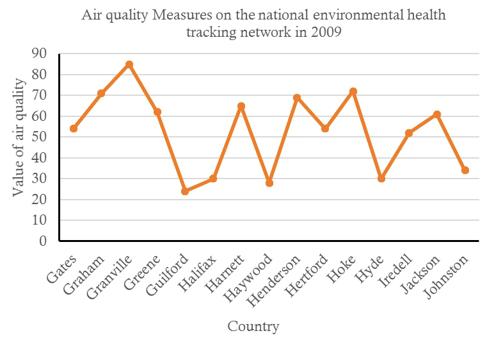 Air quality Measures on the national environmental health
tracking network in 2009
Value of air quality
90
80
70
60
50
40
30
20
10
0
Gates
Graham
Granville
Greene
Guilford
Halifax
Harnett
Haywood
Henderson
Hertford
Hoke
Hyde
Iredell
Jackson
Johnston
Country